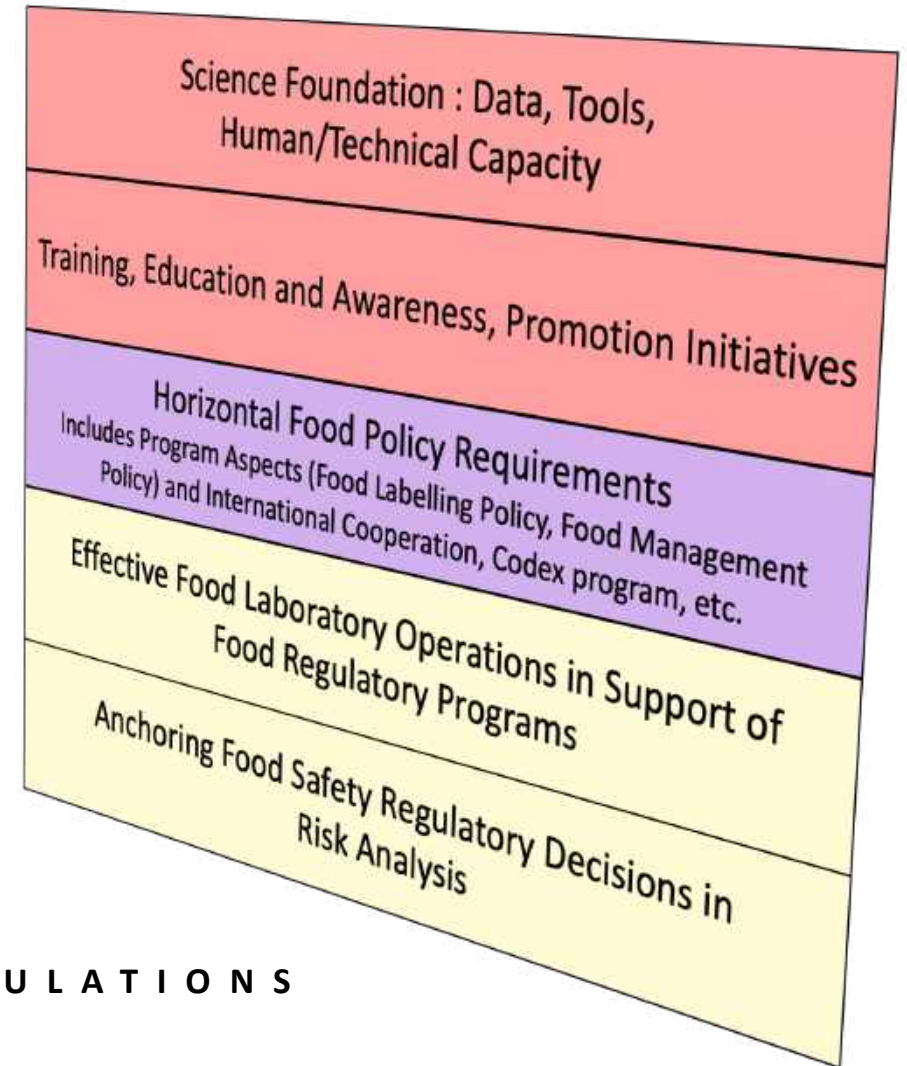 Science Foundation : Data, Tools,
Human/Technical Capacity
Training, Education and Awareness, Promotion Initiatives
Horizontal Food Policy Requirements
Includes Program Aspects (Food Labelling Policy, Food Management
Policy) and International Cooperation, Codex program, etc.
Effective Food Laboratory Operations in Support of
Food Regulatory Programs
Anchoring Food Safety Regulatory Decisions in
Risk Analysis
U L A T I O N S